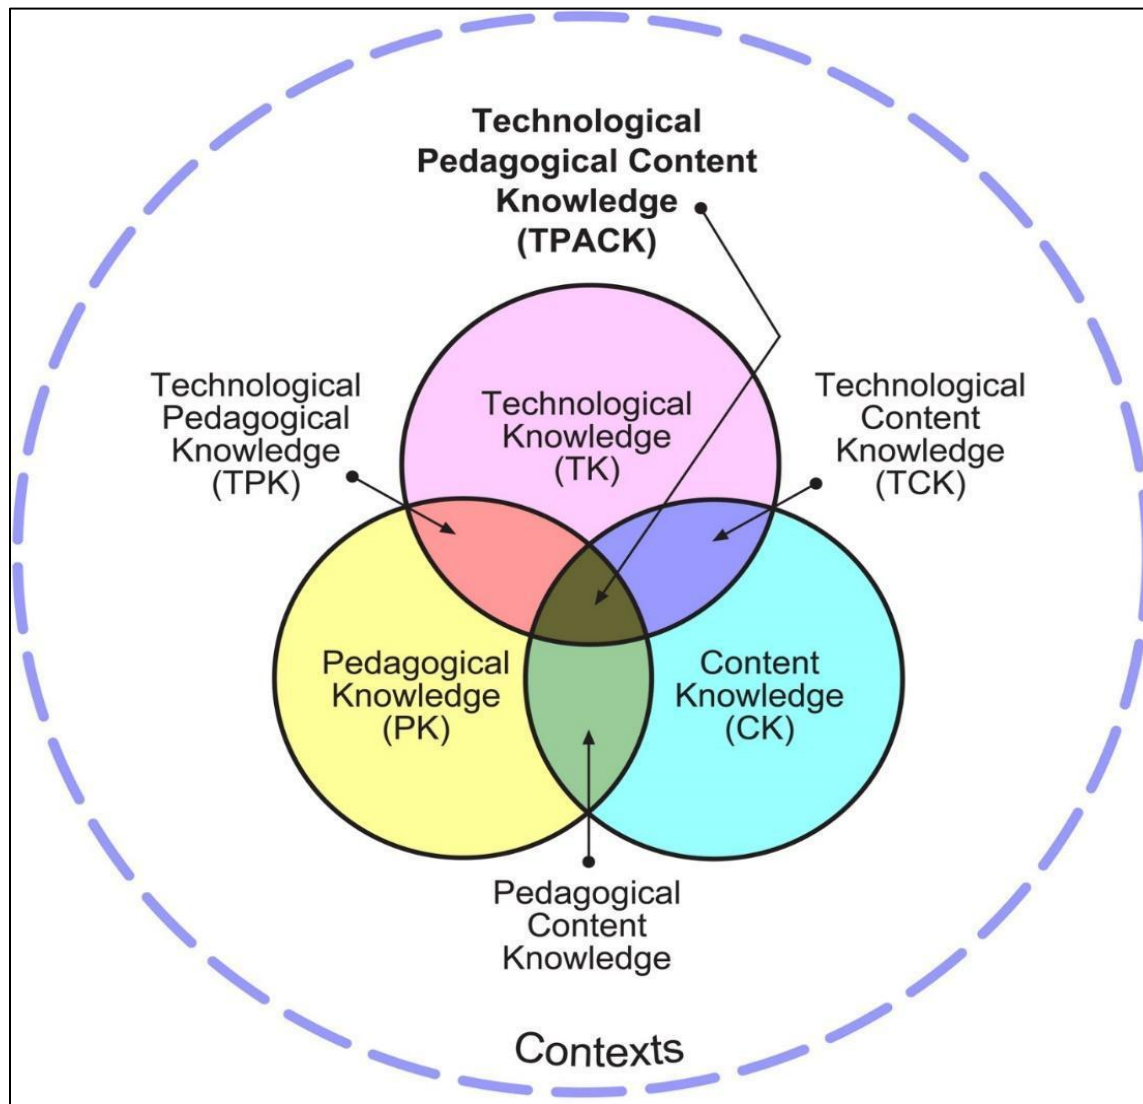 Technological
Pedagogical Content
Knowledge
(TPACK)
Technological
Pedagogical
Knowledge
(TPK)
Technological
Knowledge
(TK)
Technological
Content
Knowledge
(TCK)
Pedagogical
Knowledge
(PK)
Content
Knowledge
(CK)
Pedagogical
Content
Knowledge
Contexts